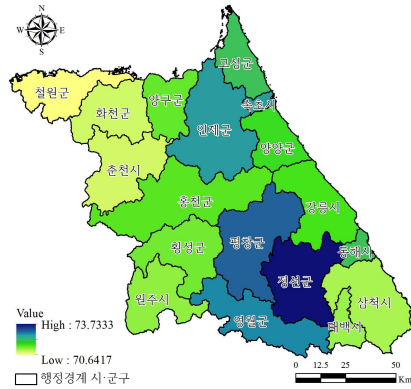 N
W E
S
고성군
철원군
속초시
화천군
양구군
인제군
양양군
춘천시
홍천군
강릉시
평창군
횡성군
동해시
정선군
원주시
삼척시
태백시
영월군
Value
High : 73.7333
Low : 70.6417
행정경계 시·군구
0 12.5 25 50
Km